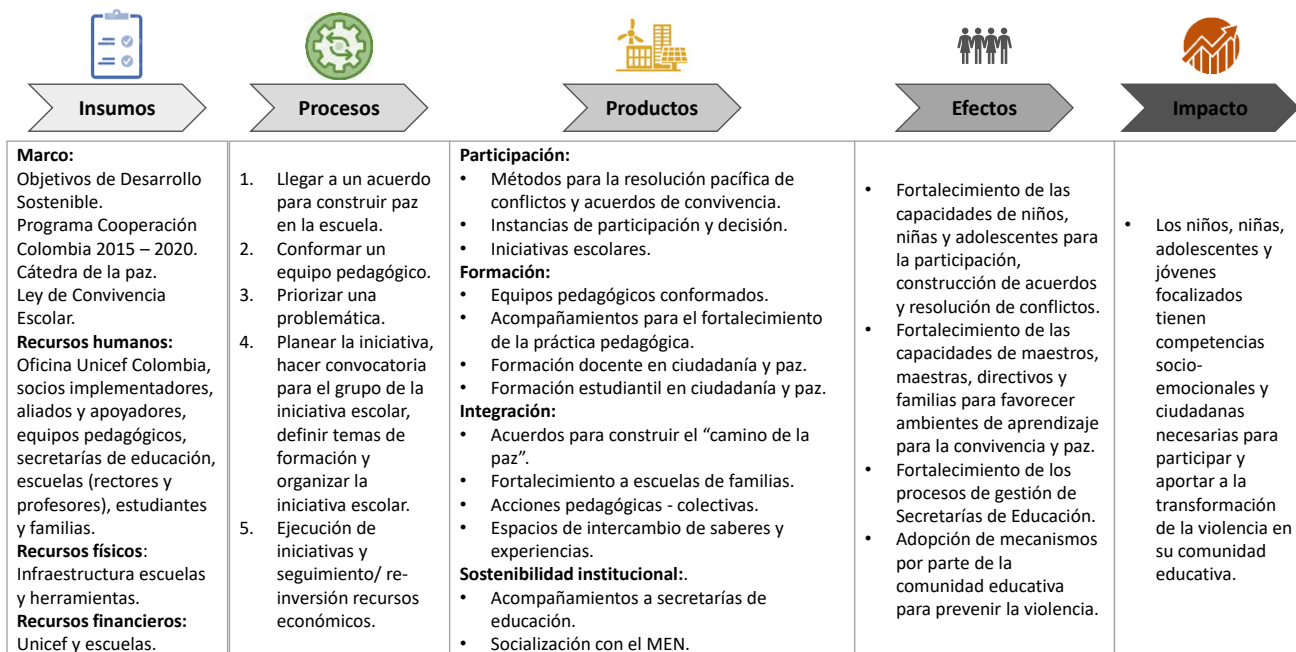 Insumos
Procesos
Productos
Efectos
Impacto
Marco:
Objetivos de Desarrollo
Sostenible.
Programa Cooperación
Colombia 2015 – 2020.
Cátedra de la paz.
Ley de Convivencia
Escolar.
Recursos humanos:
Oficina Unicef Colombia,
socios implementadores,
aliados y apoyadores,
equipos pedagógicos,
secretarías de educación,
escuelas (rectores y
profesores), estudiantes
y familias.
Recursos físicos:
Infraestructura escuelas
y herramientas.
Recursos financieros:
Unicef y escuelas.
1. Llegar a un acuerdo
para construir paz
en la escuela.
2. Conformar un
equipo pedagógico.
3. Priorizar una
problemática.
4. Planear la iniciativa,
hacer convocatoria
para el grupo de la
iniciativa escolar,
definir temas de
formación y
organizar la
iniciativa escolar.
5. Ejecución de
iniciativas y
seguimiento/ re-
inversión recursos
económicos.
Participación:
• Métodos para la resolución pacífica de
conflictos y acuerdos de convivencia.
• Instancias de participación y decisión.
• Iniciativas escolares.
Formación:
• Equipos pedagógicos conformados.
• Acompañamientos para el fortalecimiento
de la práctica pedagógica.
• Formación docente en ciudadanía y paz.
• Formación estudiantil en ciudadanía y paz.
Integración:
• Acuerdos para construir el “camino de la
paz”.
• Fortalecimiento a escuelas de familias.
• Acciones pedagógicas - colectivas.
• Espacios de intercambio de saberes y
experiencias.
Sostenibilidad institucional:.
• Acompañamientos a secretarías de
educación.
• Socialización con el MEN.
• Fortalecimiento de las
capacidades de niños,
niñas y adolescentes para
la participación,
construcción de acuerdos
y resolución de conflictos.
• Fortalecimiento de las
capacidades de maestros,
maestras, directivos y
familias para favorecer
ambientes de aprendizaje
para la convivencia y paz.
• Fortalecimiento de los
procesos de gestión de
Secretarías de Educación.
• Adopción de mecanismos
por parte de la
comunidad educativa
para prevenir la violencia.
• Los niños, niñas,
adolescentes y
jóvenes
focalizados
tienen
competencias
socio-
emocionales y
ciudadanas
necesarias para
participar y
aportar a la
transformación
de la violencia en
su comunidad
educativa.